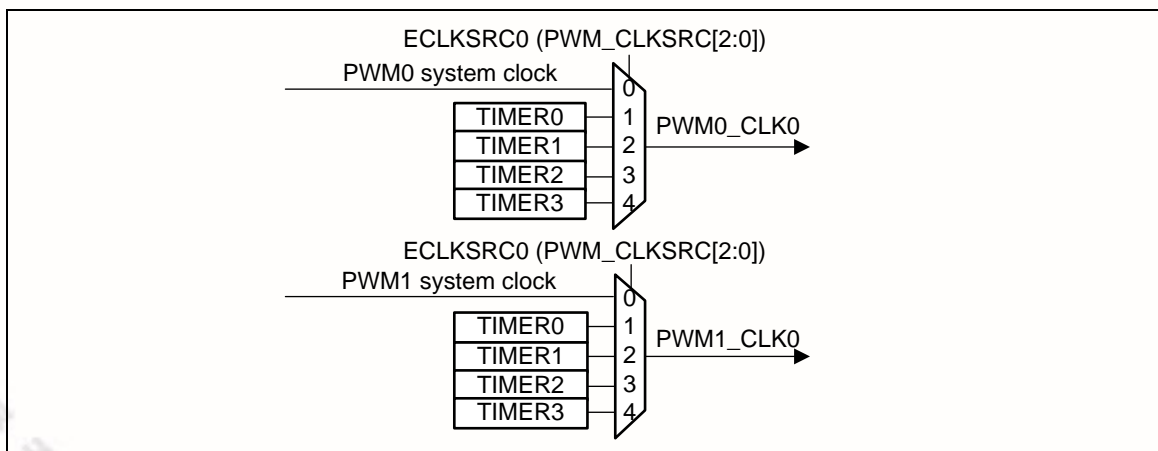 ECLKSRC0 (PWM_CLKSRC[2:0])
PWM0 system clock
0
TIMER0
1
PWM0_CLK0
TIMER1
2
TIMER2
3
TIMER3
4
ECLKSRC0 (PWM_CLKSRC[2:0])
PWM1 system clock
0
TIMER0
1
PWM1_CLK0
TIMER1
2
TIMER2
3
TIMER3
4